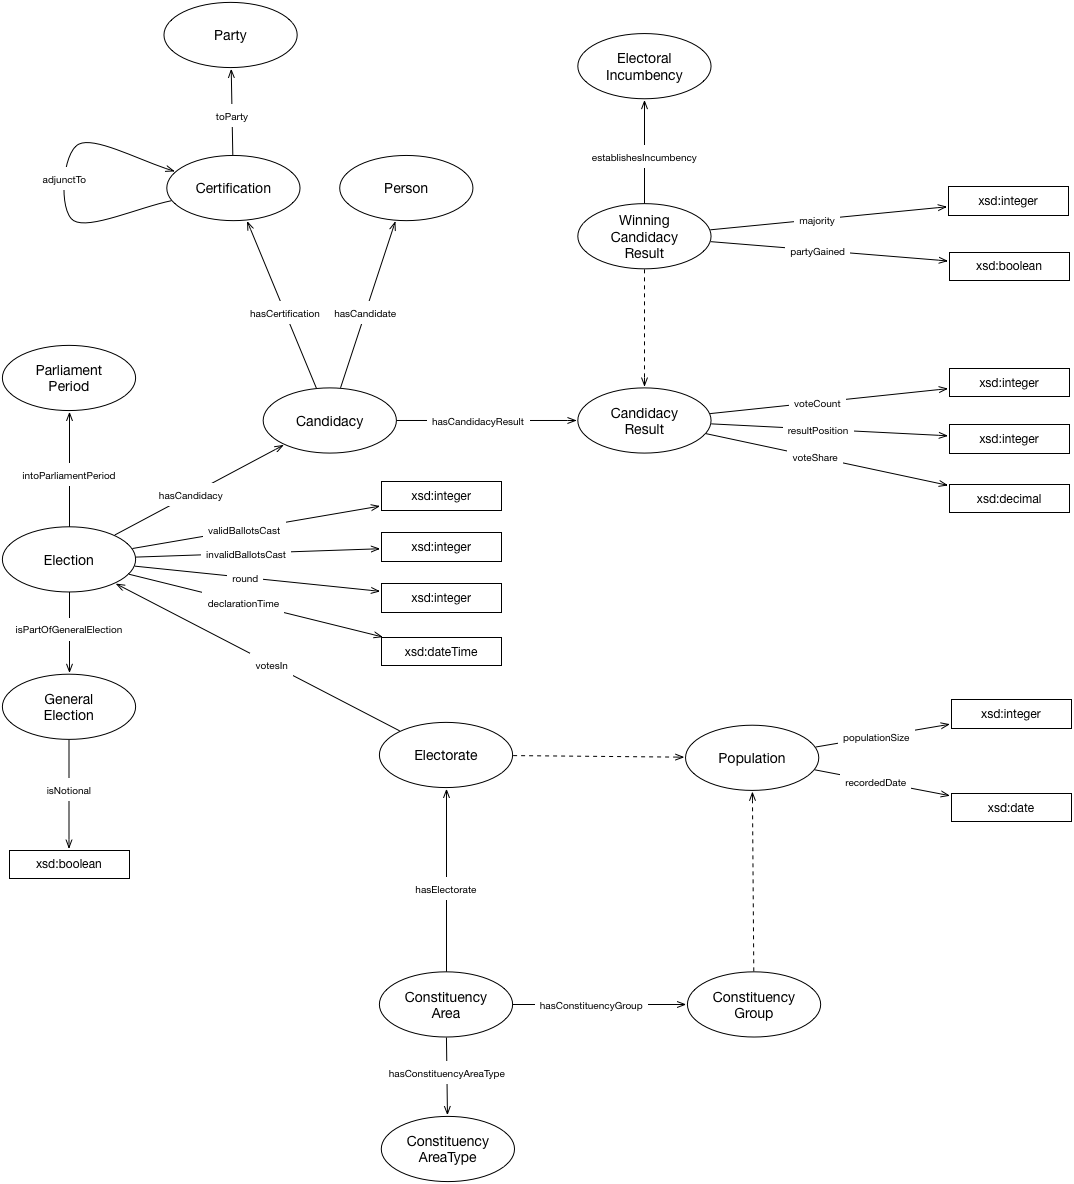 Party
Electoral
Incumbency
toParty
establishesIncumbency
adjunctTo
Certification
Person
xsd:integer
Winning
Candidacy
Result
majority
partyGained
xsd:boolean
hasCertification
hasCandidate
Parliament
Period
xsd:integer
voteCount
Candidacy
hasCandidacyResult
Candidacy
Result
resultPosition
xsd:integer
voteShare
intoParliamentPeriod
xsd:decimal
hasCandidacy
xsd:integer
validBallotsCast
Election
invalidBallotsCast
xsd:integer
round
xsd:integer
declarationTime
isPartOfGeneralElection
xsd:dateTime
votesIn
General
Election
xsd:integer
populationSize
Electorate
Population
recordedDate
isNotional
xsd:date
xsd:boolean
hasElectorate
Constituency
Area
hasConstituencyGroup
Constituency
Group
hasConstituencyAreaType
Constituency
AreaType